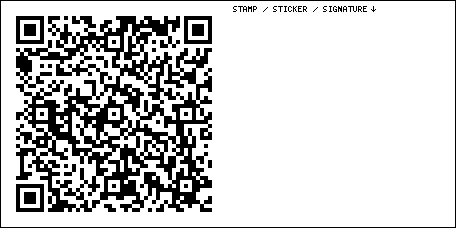 STAMP / STICKER / SIGNATURE ↓